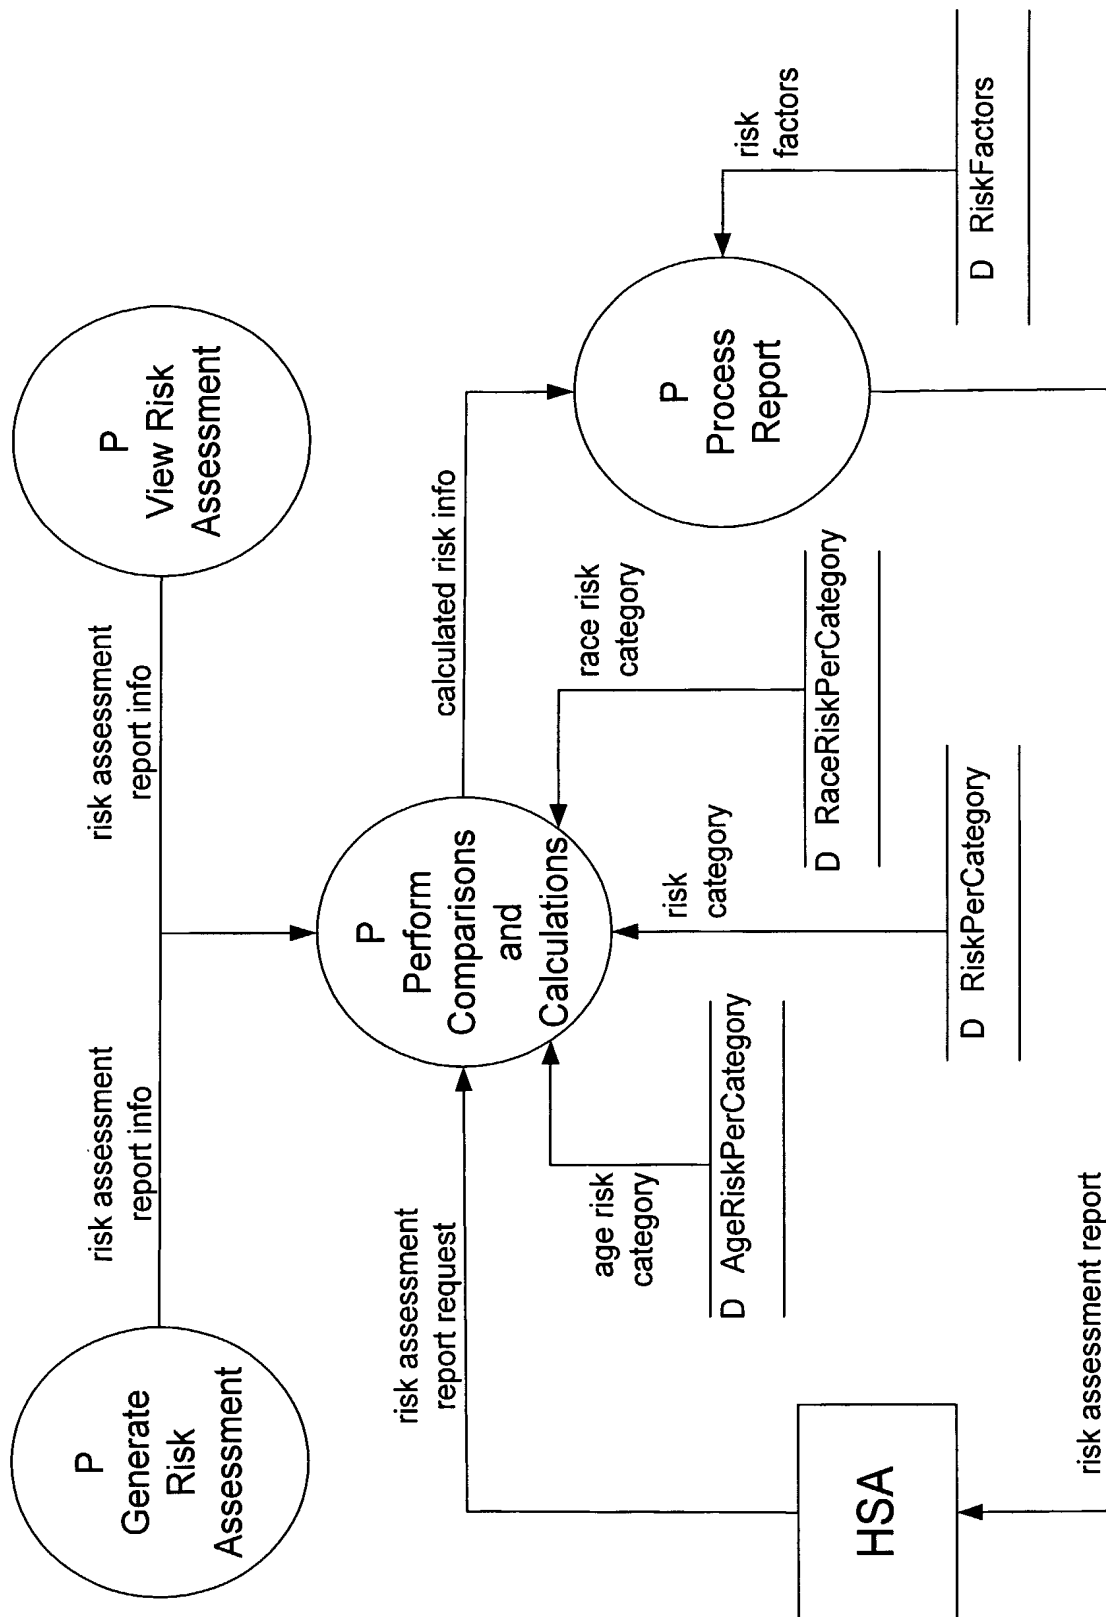 P
Generate
Risk
Assessment
risk assessment
report info
risk assessment
report info
P
View Risk
Assessment
risk assessment
report request
P
Perform
Comparisons
and
Calculations
calculated risk info
age risk
category
risk
category
race risk
category
P
Process
Report
risk
factors
D AgeRiskPerCategory
D RaceRiskPerCategory
HSA
D RiskPerCategory
D RiskFactors
risk assessment report